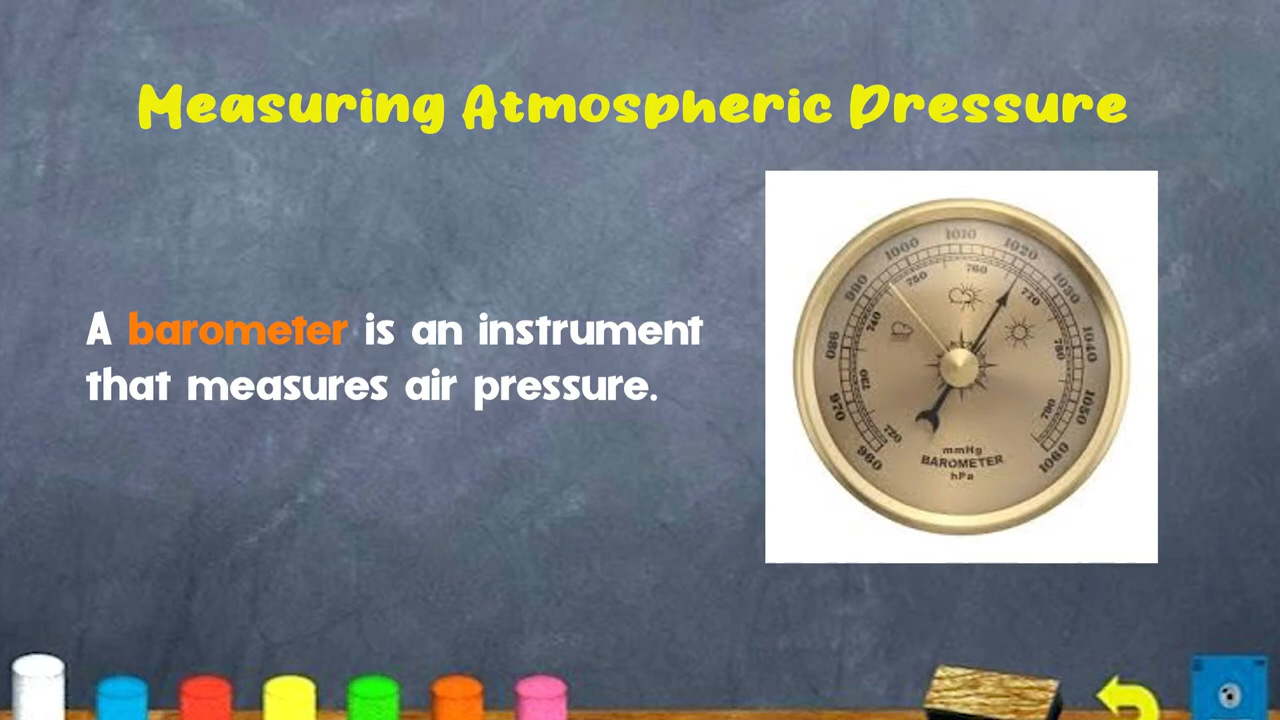 Measuring Atmospheric Pressure
A barometer is an instrument
that measures air pressure.
960 970 980 990 1000 1010 1020 1030 1040 1050 1060
720 730 740 750 760 770 780 790
mmHg
BAROMETER
hPa